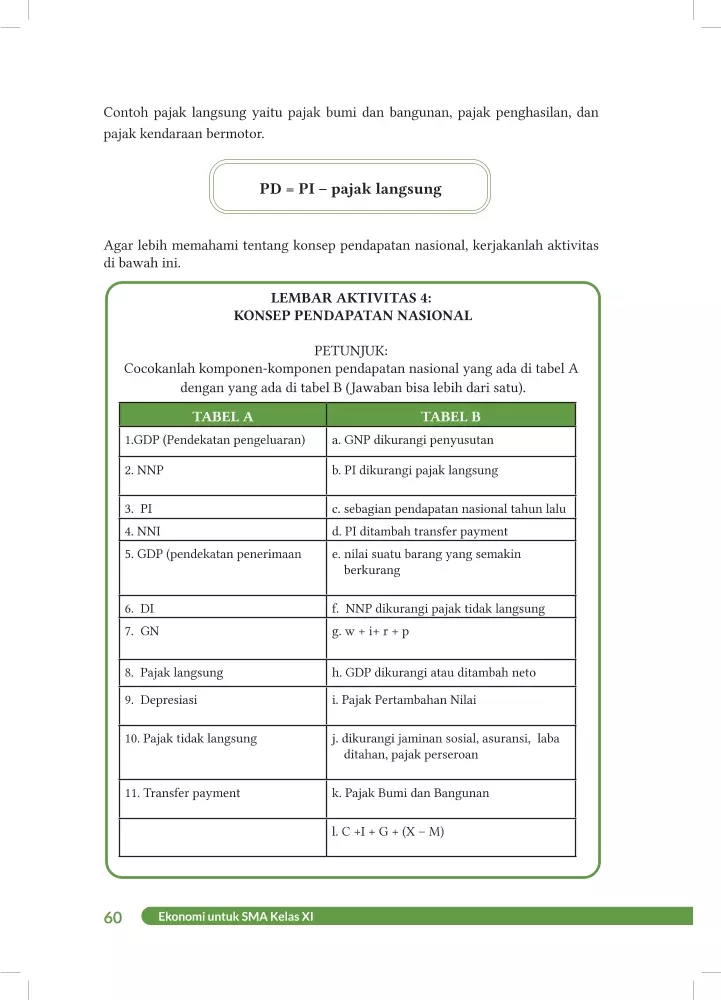 Contoh pajak langsung yaitu pajak bumi dan bangunan, pajak penghasilan, dan
pajak kendaraan bermotor.
PD = PI – pajak langsung
Agar lebih memahami tentang konsep pendapatan nasional, kerjakanlah aktivitas
di bawah ini.
LEMBAR AKTIVITAS 4:
KONSEP PENDAPATAN NASIONAL
PETUNJUK:
Cocokanlah komponen-komponen pendapatan nasional yang ada di tabel A
dengan yang ada di tabel B (Jawaban bisa lebih dari satu).
TABEL A TABEL B
1.GDP (Pendekatan pengeluaran) a. GNP dikurangi penyusutan
2. NNP b. PI dikurangi pajak langsung
3. PI c. sebagian pendapatan nasional tahun lalu
4. NNI d. PI ditambah transfer payment
5. GDP (pendekatan penerimaan e. nilai suatu barang yang semakin
berkurang
6. DI f. NNP dikurangi pajak tidak langsung
7. GN g. w + i+ r + p
8. Pajak langsung h. GDP dikurangi atau ditambah neto
9. Depresiasi i. Pajak Pertambahan Nilai
10. Pajak tidak langsung j. dikurangi jaminan sosial, asuransi, laba
ditahan, pajak perseroan
11. Transfer payment k. Pajak Bumi dan Bangunan
l. C +I + G + (X – M)
60 Ekonomi untuk SMA Kelas XI